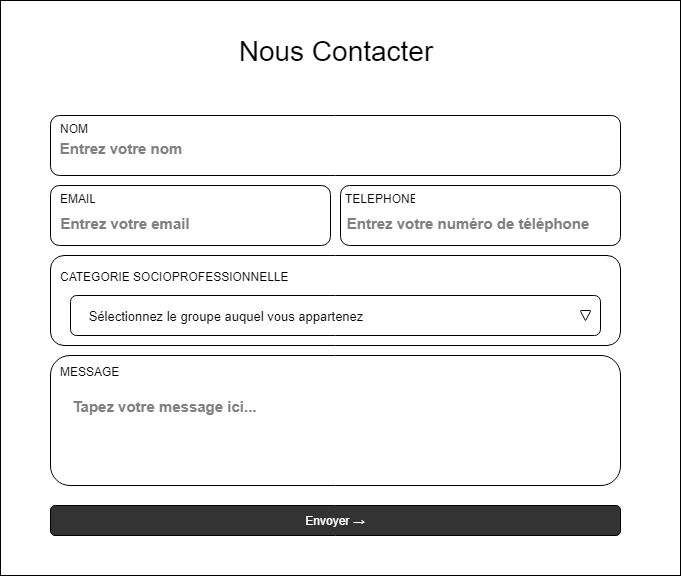 Nous Contacter
NOM
Entrez votre nom
EMAIL
Entrez votre email
TELEPHONE
Entrez votre numéro de téléphone
CATEGORIE SOCIOPROFESSIONNELLE
Sélectionnez le groupe auquel vous appartenez
MESSAGE
Tapez votre message ici...
Envoyer →